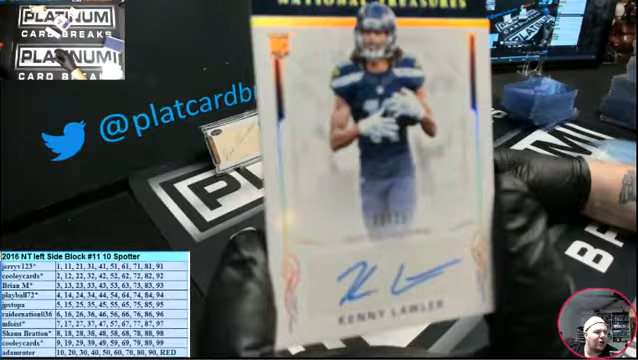 PLATINUM
CARD BREAKS
PLATINUM
CARD BREAKS
NATIONAL TREASURES
@platcardbr
KENNY LAWLER
2016 NT left Side Block #11 10 Spotter
jerryv123* 1, 11, 21, 31, 41, 51, 61, 71, 81, 91
cooleycards* 2, 12, 22, 32, 42, 52, 62, 72, 82, 92
Brian M* 3, 13, 23, 33, 43, 53, 63, 73, 83, 93
playball72* 4, 14, 24, 34, 44, 54, 64, 74, 84, 94
jpstopa 5, 15, 25, 35, 45, 55, 65, 75, 85, 95
raidernation036 6, 16, 26, 36, 46, 56, 66, 76, 86, 96
mfoist* 7, 17, 27, 37, 47, 57, 67, 77, 87, 97
Shaun Bratton* 8, 18, 28, 38, 48, 58, 68, 78, 88, 98
cooleycards* 9, 19, 29, 39, 49, 59, 69, 79, 89, 99
adamroter 10, 20, 30, 40, 50, 60, 70, 80, 90, RED